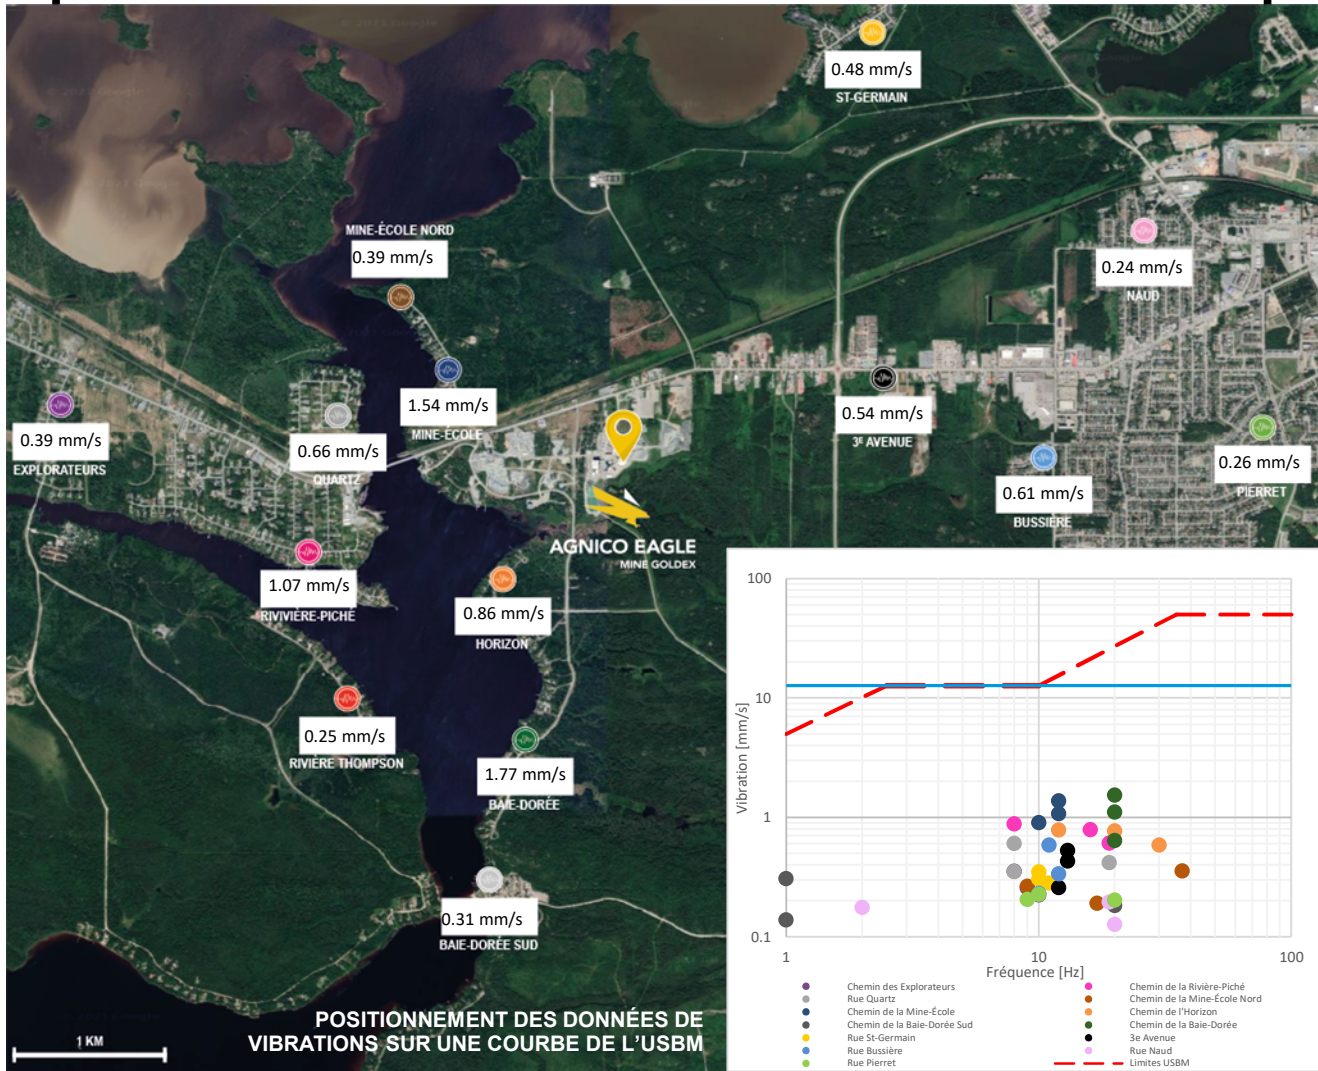 0.48 mm/s
ST-GERMAIN
MINE-ÉCOLE NORD
0.39 mm/s
0.24 mm/s
NAUD
1.54 mm/s
MINE-ÉCOLE
0.39 mm/s
EXPLORATEURS
0.66 mm/s
QUARTZ
0.54 mm/s
3E AVENUE
0.61 mm/s
BUSSIÈRE
0.26 mm/s
PIERRET
AGNICO EAGLE
MINE GOLDEX
1.07 mm/s
RIVIVIÈRE-PICHÉ
0.86 mm/s
HORIZON
0.25 mm/s
RIVIÈRE THOMPSON
1.77 mm/s
BAIE-DORÉE
0.31 mm/s
BAIE-DORÉE SUD
POSITIONNEMENT DES DONNÉES DE
VIBRATIONS SUR UNE COURBE DE L'USBM
1 KM
100
10
1
0.1
Vibration [mm/s]
1
10
100
Fréquence [Hz]
Chemin des Explorateurs
Chemin de la Rivière-Piché
Rue Quartz
Chemin de la Mine-École Nord
Chemin de la Mine-École
Chemin de l'Horizon
Chemin de la Baie-Dorée Sud
Chemin de la Baie-Dorée
Rue St-Germain
3e Avenue
Rue Bussière
Rue Naud
Rue Pierret
Limites USBM